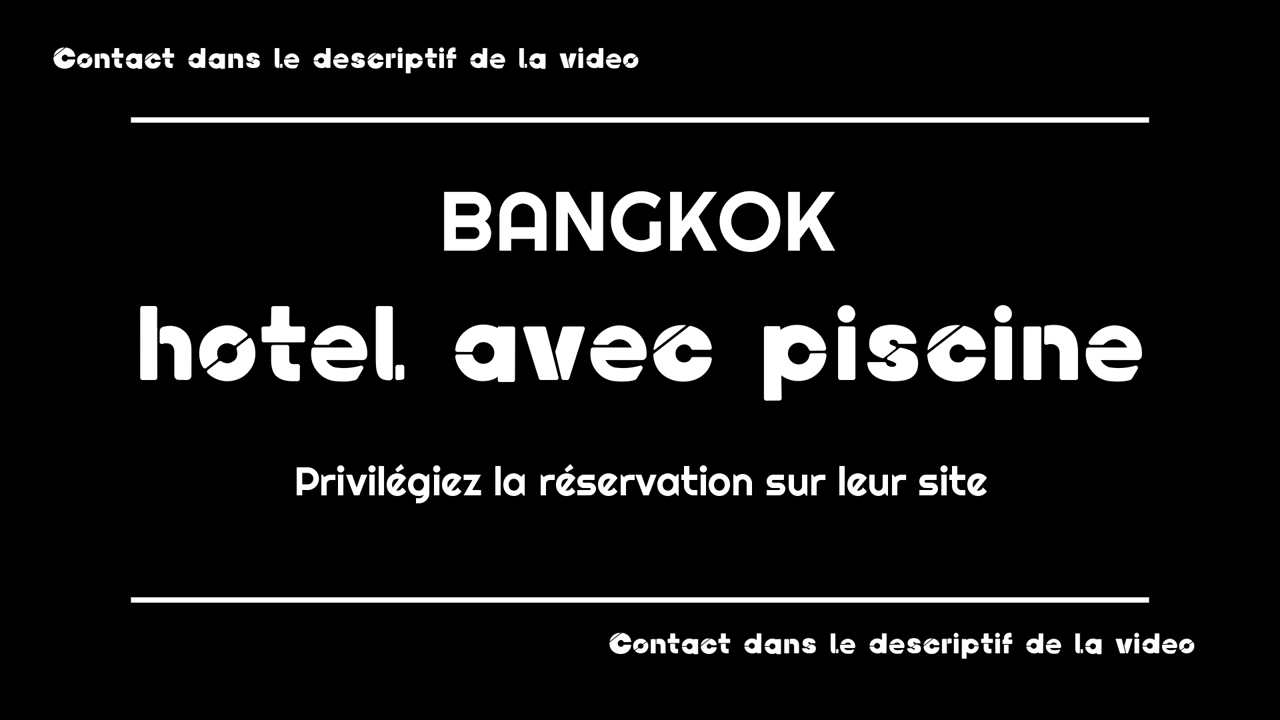 Contact dans le descriptif de la video
BANGKOK
hotel avec piscine
Privilégiez la réservation sur leur site
Contact dans le descriptif de la video